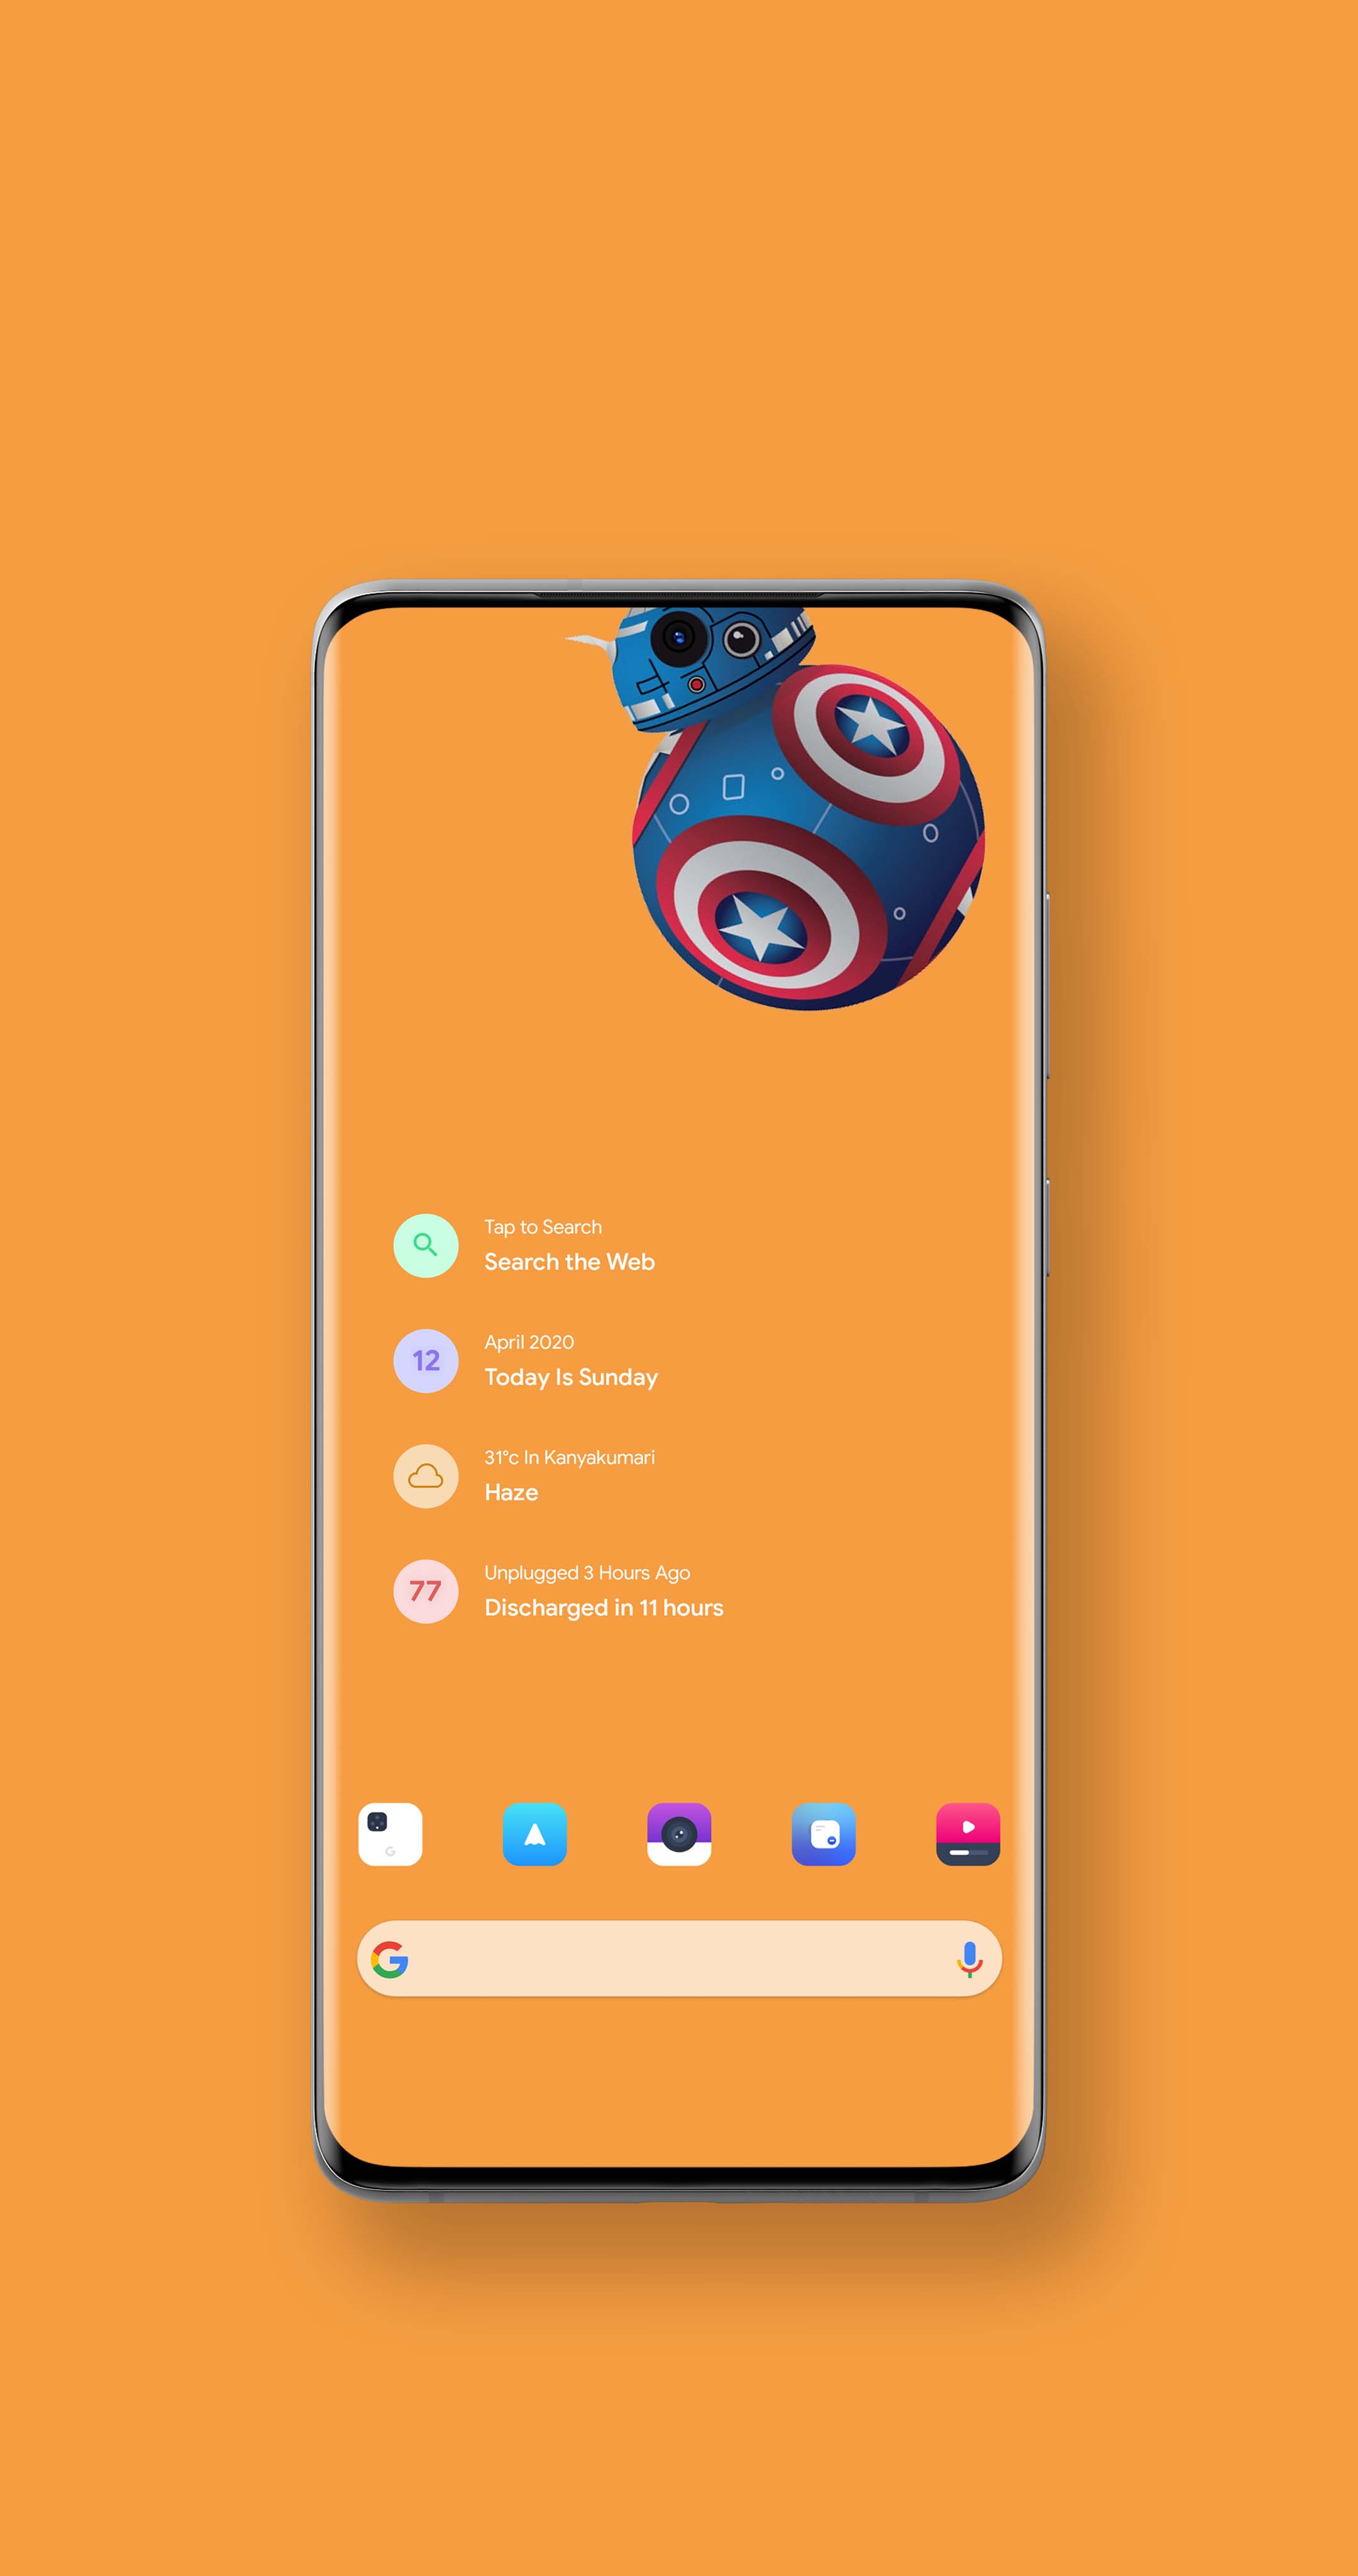 Tap to Search
Search the Web
12
April 2020
Today Is Sunday
31°c In Kanyakumari
Haze
77
Unplugged 3 Hours Ago
Discharged in 11 hours